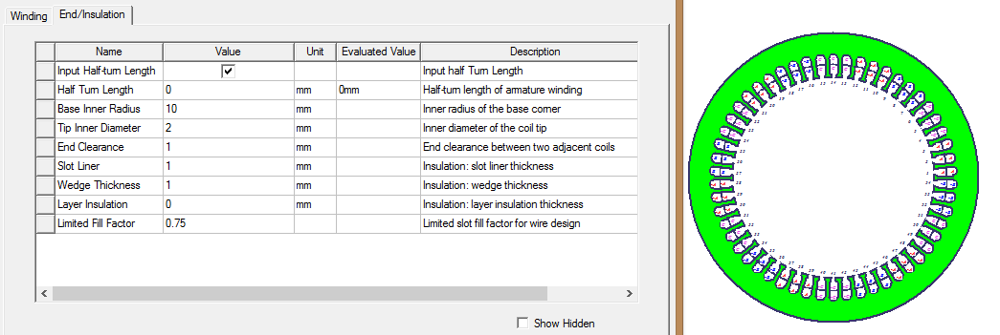 Winding End/Insulation
Name Value Unit Evaluated Value Description
Input Half-turn Length Input half Turn Length
Half Turn Length 0 mm 0mm Half-turn length of armature winding
Base Inner Radius 10 mm Inner radius of the base corner
Tip Inner Diameter 2 mm Inner diameter of the coil tip
End Clearance 1 mm End clearance between two adjacent coils
Slot Liner 1 mm Insulation: slot liner thickness
Wedge Thickness 1 mm Insulation: wedge thickness
Layer Insulation 0 mm Insulation: layer insulation thickness
Limited Fill Factor 0.75 Limited slot fill factor for wire design
Show Hidden